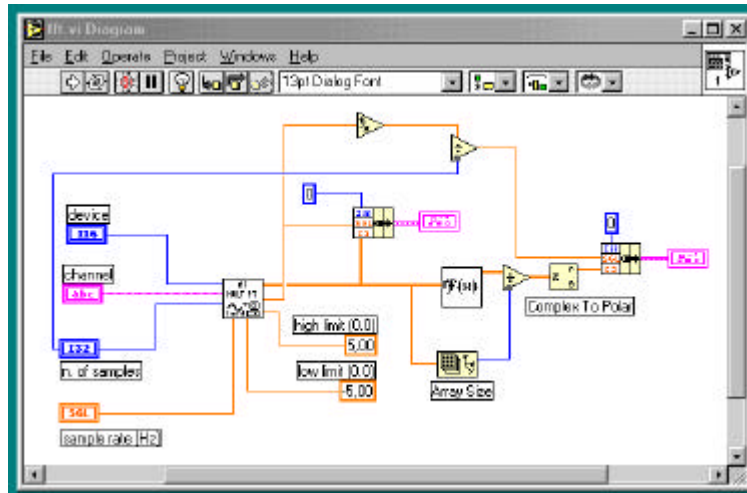 fft.vi Diagram
File Edit Operate Project Windows Help
13pt Dialog Font
1
device
I16
0
0
channel
abc
high limit (0.0)
5,00
F{X(s)}
Complex To Polar
I32
n. of samples
low limit (0.0)
-5,00
Array Size
SGL
sample rate [Hz]